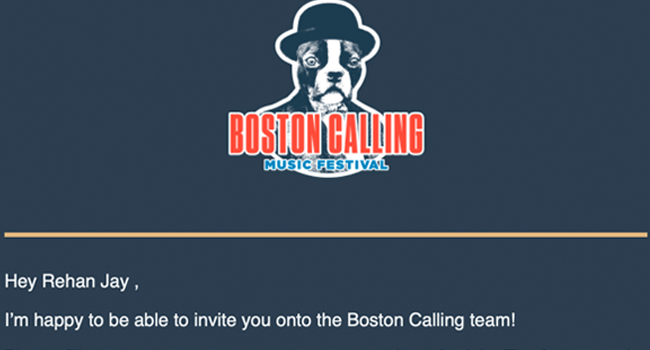 BOSTON CALLING
MUSIC FESTIVAL
Hey Rehan Jay ,
I'm happy to be able to invite you onto the Boston Calling team!